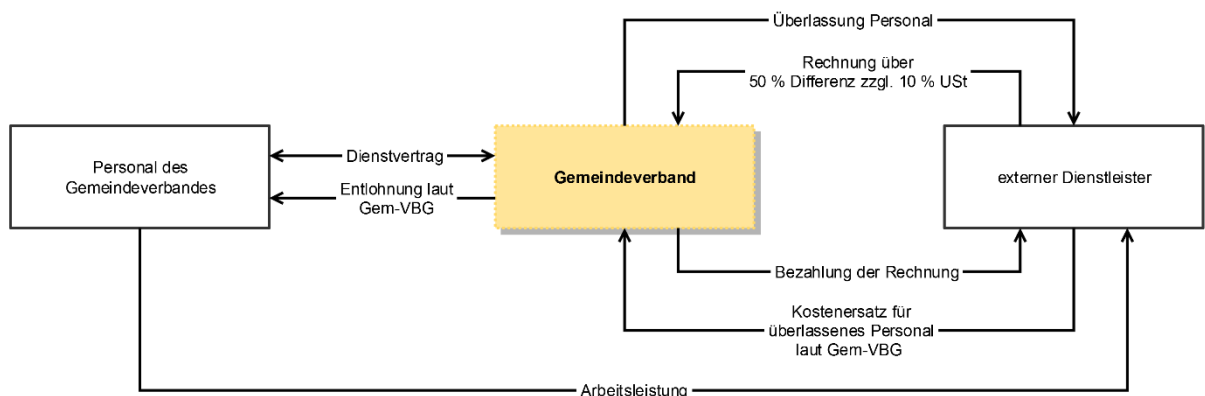 Überlassung Personal
Rechnung über
50 % Differenz zzgl. 10 % USt
Personal des
Gemeindeverbandes
Dienstvertrag
Entlohnung laut
Gem-VBG
Gemeindeverband
externer Dienstleister
Bezahlung der Rechnung
Kostenersatz für
überlassenes Personal
laut Gem-VBG
Arbeitsleistung